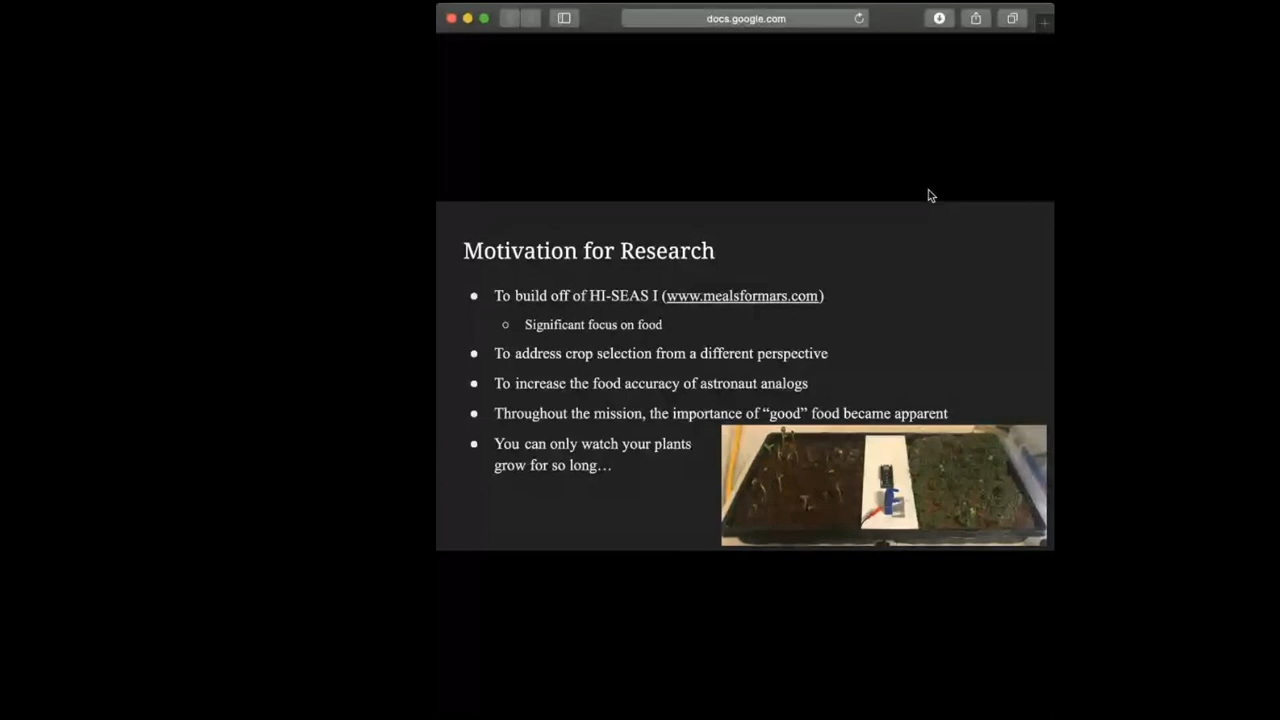 docs.google.com
Motivation for Research
● To build off of HI-SEAS I (www.mealsformars.com)
○ Significant focus on food
● To address crop selection from a different perspective
● To increase the food accuracy of astronaut analogs
● Throughout the mission, the importance of “good” food became apparent
● You can only watch your plants
grow for so long…